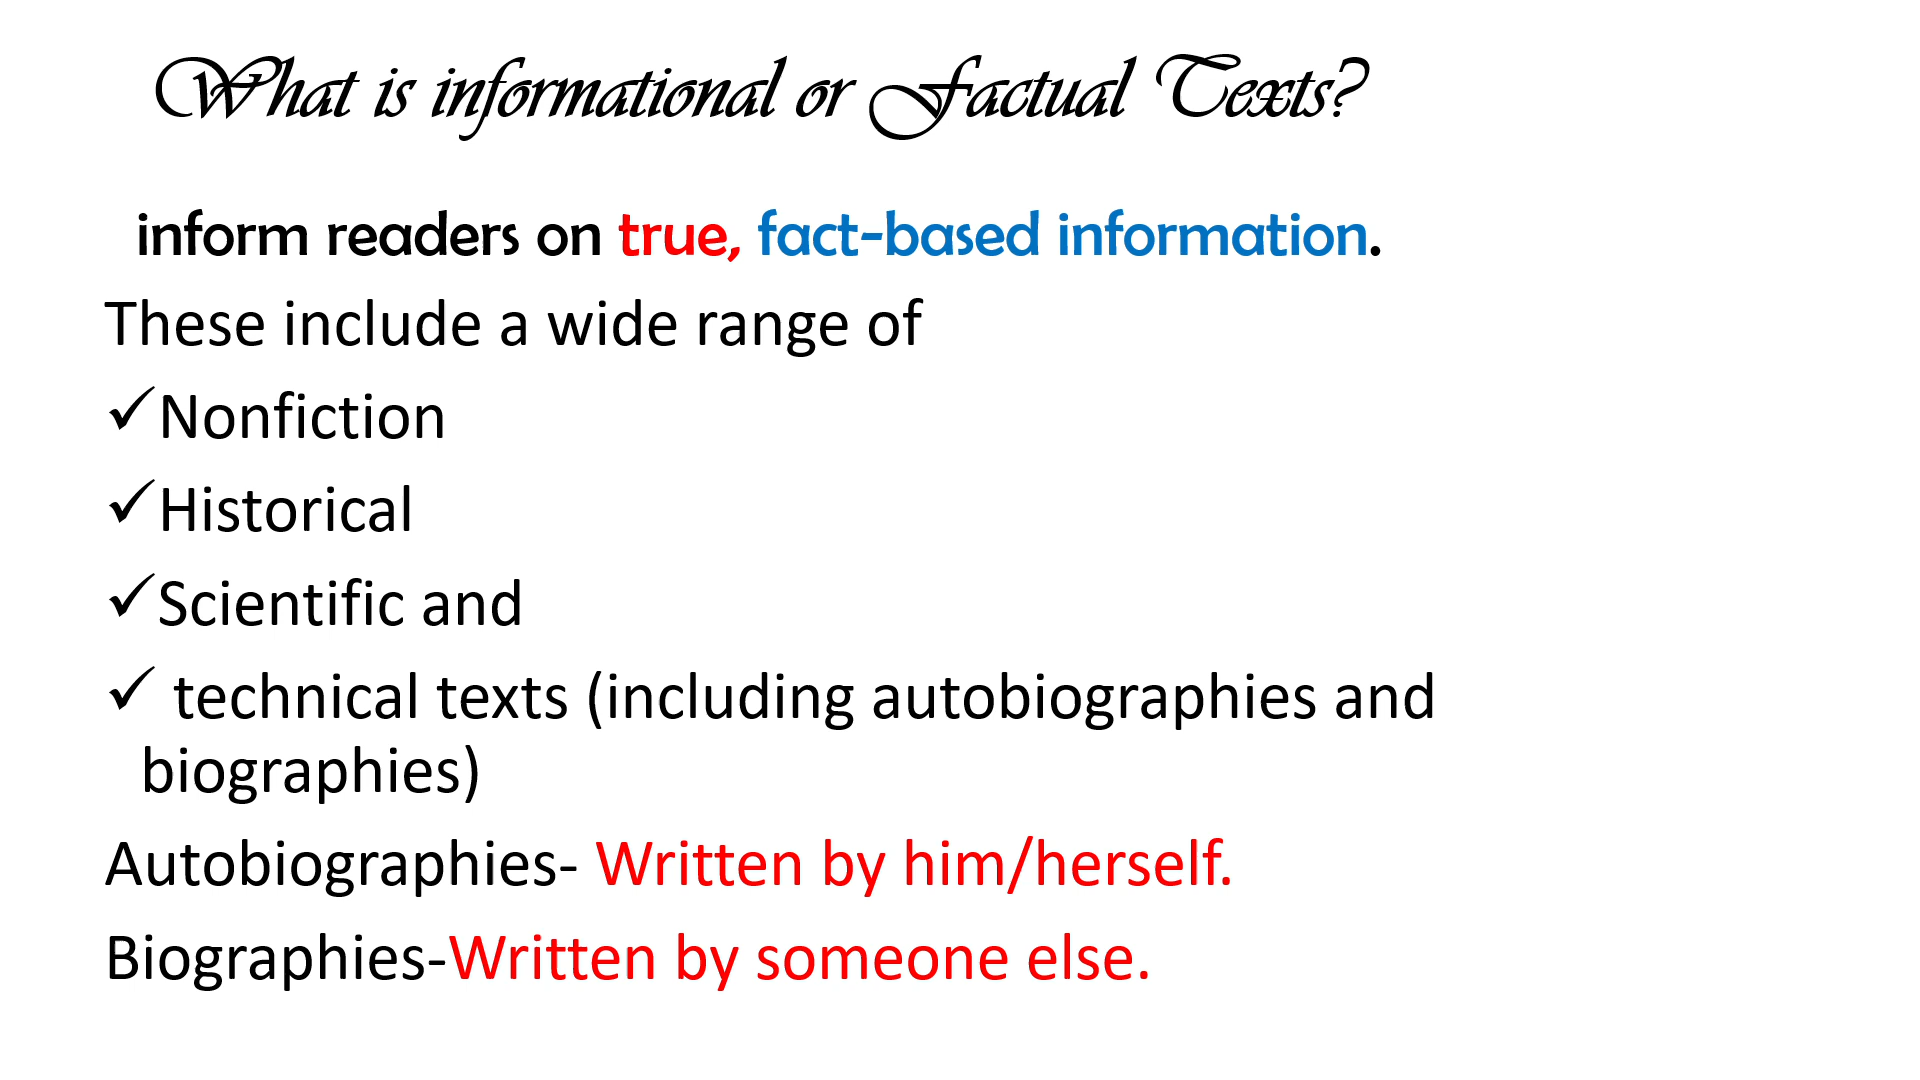 What is informational or Factual Texts?
inform readers on true, fact-based information.
These include a wide range of
✓Nonfiction
✓Historical
✓Scientific and
✓ technical texts (including autobiographies and
biographies)
Autobiographies- Written by him/herself.
Biographies-Written by someone else.